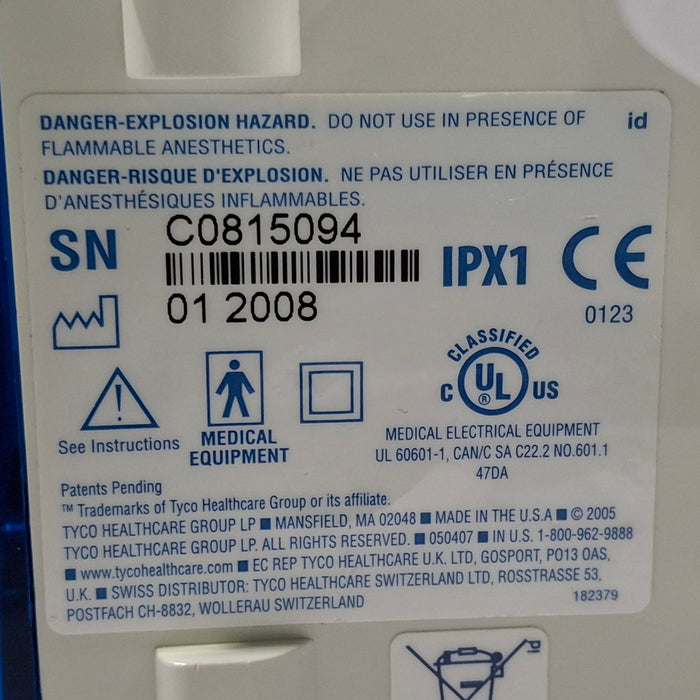 DANGER-EXPLOSION HAZARD. DO NOT USE IN PRESENCE OF
FLAMMABLE ANESTHETICS.
id
DANGER-RISQUE D'EXPLOSION. NE PAS UTILISER EN PRÉSENCE
D'ANESTHÉSIQUES INFLAMMABLES.
SN C0815094
IPX1 CE
0123
01 2008
See Instructions
MEDICAL
EQUIPMENT
CLASSIFIED
C UL US
®
MEDICAL ELECTRICAL EQUIPMENT
UL 60601-1, CAN/C SA C22.2 NO.601.1
47DA
Patents Pending
™ Trademarks of Tyco Healthcare Group or its affiliate.
TYCO HEALTHCARE GROUP LP ■ MANSFIELD, MA 02048 ■ MADE IN THE U.S.A ■ © 2005
TYCO HEALTHCARE GROUP LP. ALL RIGHTS RESERVED. ■ 050407 ■ IN U.S. 1-800-962-9888
■ www.tycohealthcare.com ■ EC REP TYCO HEALTHCARE U.K. LTD, GOSPORT, PO13 OAS,
U.K. ■ SWISS DISTRIBUTOR: TYCO HEALTHCARE SWITZERLAND LTD, ROSSTRASSE 53,
POSTFACH CH-8832, WOLLERAU SWITZERLAND
182379